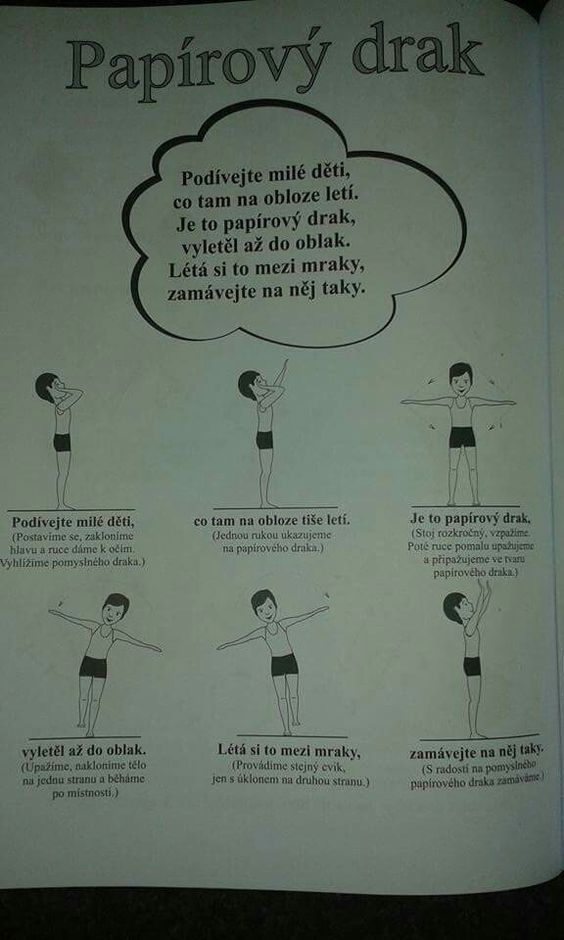 Papírový drak
Podívejte milé děti,
co tam na obloze letí.
Je to papírový drak,
vyletěl až do oblak.
Létá si to mezi mraky,
zamávejte na něj taky.
Podívejte milé děti,
(Postavíme se, zakloníme
hlavu a ruce dáme k očím.
Vyhlížíme pomyslného draka.)
co tam na obloze tiše letí.
(Jednou rukou ukazujeme
na papírového draka.)
Je to papírový drak,
(Stoj rozkročný, vzpažíme.
Poté ruce pomalu upažujeme
a připažujeme ve tvaru
papírového draka.)
vyletěl až do oblak.
(Upažíme, nakloníme tělo
na jednu stranu a běháme
po místnosti.)
Létá si to mezi mraky,
(Provádíme stejný cvik,
jen s úklonem na druhou stranu.)
zamávejte na něj taky.
(S radostí na pomyslného
papírového draka zamáváme.)